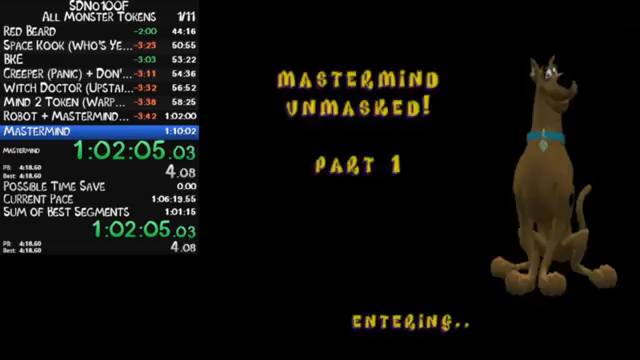 SDNo100F
All Monster Tokens 1/11
Red Beard -2:00 44:16
Space Kook (Who's Ye... -3:23 50:55
BKE -3:03 53:22
Creeper (Panic) + Don'... -3:11 54:36
Witch Doctor (Upstai... -3:32 56:52
Mind 2 Token (Warp... -3:38 58:25
Robot + Mastermind... -3:42 1:02:00
Mastermind 1:10:02
Mastermind 1:02:05.03
PB: 4:18.60
Best: 4:18.60 4.08
Possible Time Save 0.00
Current Pace 1:06:19.55
Sum of Best Segments 1:01:15
1:02:05.03
PB: 4:18.60
Best: 4:18.60 4.08
Mastermind
Unmasked!
Part 1
Entering..